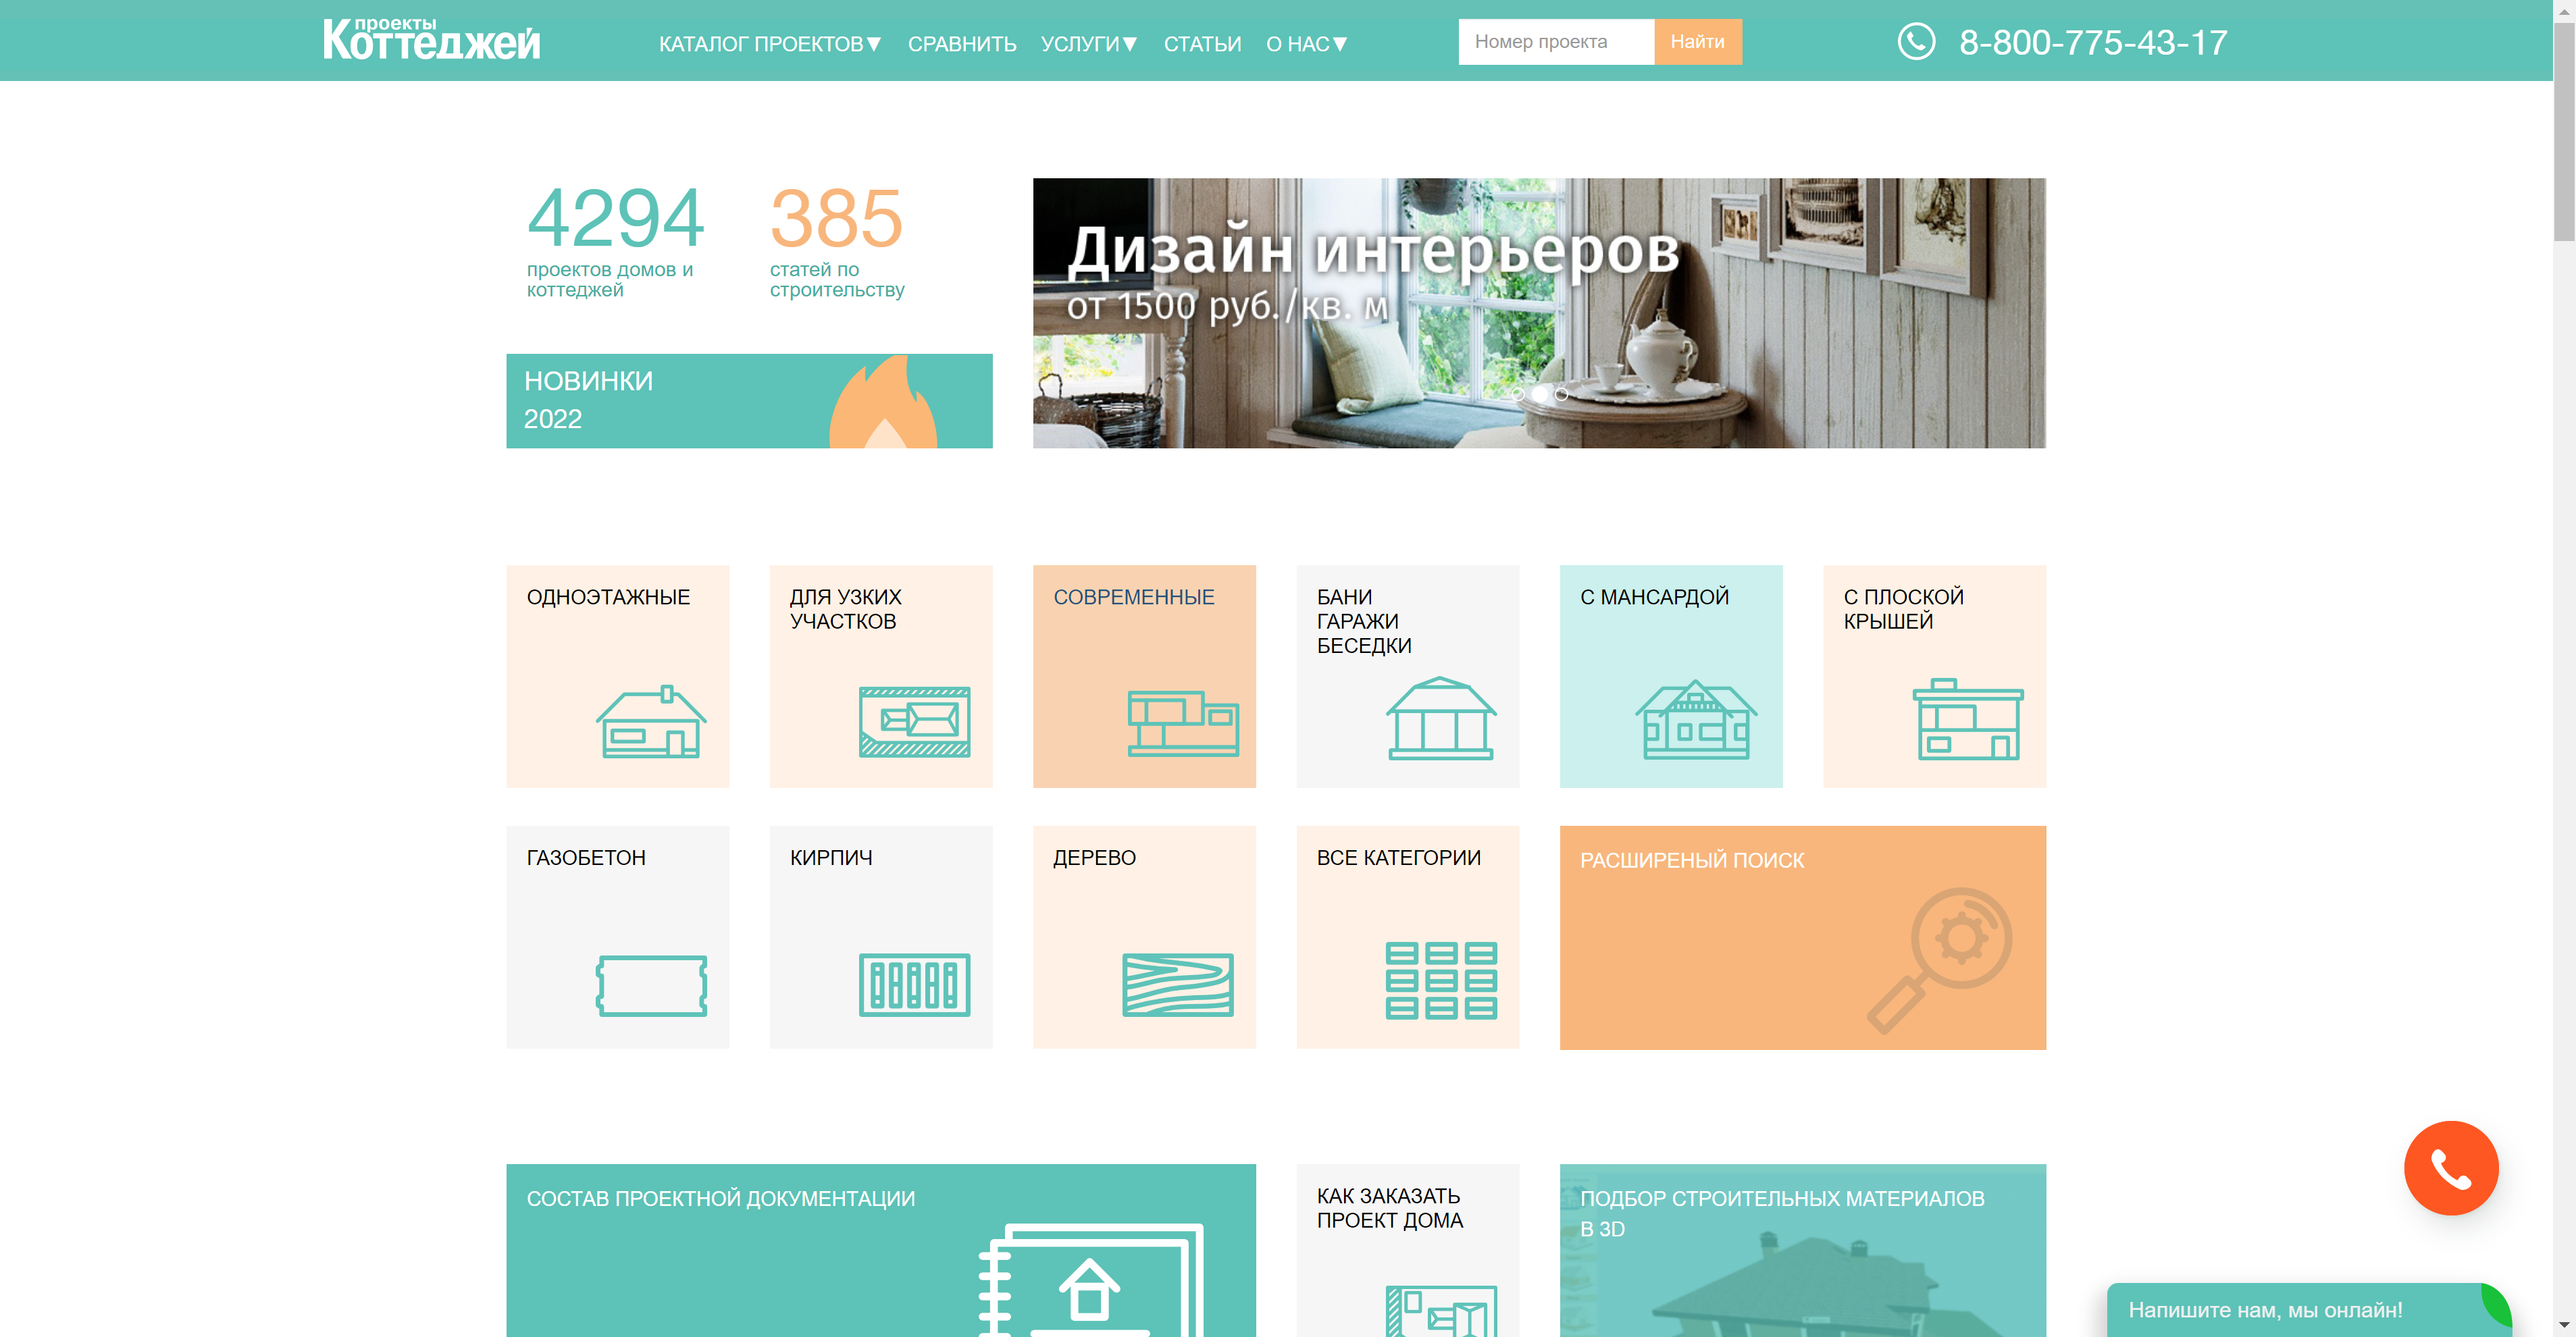 проекты
Коттеджей
КАТАЛОГ ПРОЕКТОВ▼ СРАВНИТЬ УСЛУГИ▼ СТАТЬИ О НАС▼
Номер проекта Найти
8-800-775-43-17
4294
проектов домов и
коттеджей
385
статей по
строительству
Дизайн интерьеров
от 1500 руб./кв. м
НОВИНКИ
2022
ОДНОЭТАЖНЫЕ
ДЛЯ УЗКИХ
УЧАСТКОВ
СОВРЕМЕННЫЕ
БАНИ
ГАРАЖИ
БЕСЕДКИ
С МАНСАРДОЙ
С ПЛОСКОЙ
КРЫШЕЙ
ГАЗОБЕТОН
КИРПИЧ
ДЕРЕВО
ВСЕ КАТЕГОРИИ
РАСШИРЕНЫЙ ПОИСК
СОСТАВ ПРОЕКТНОЙ ДОКУМЕНТАЦИИ
КАК ЗАКАЗАТЬ
ПРОЕКТ ДОМА
ПОДБОР СТРОИТЕЛЬНЫХ МАТЕРИАЛОВ
В 3D
Напишите нам, мы онлайн!